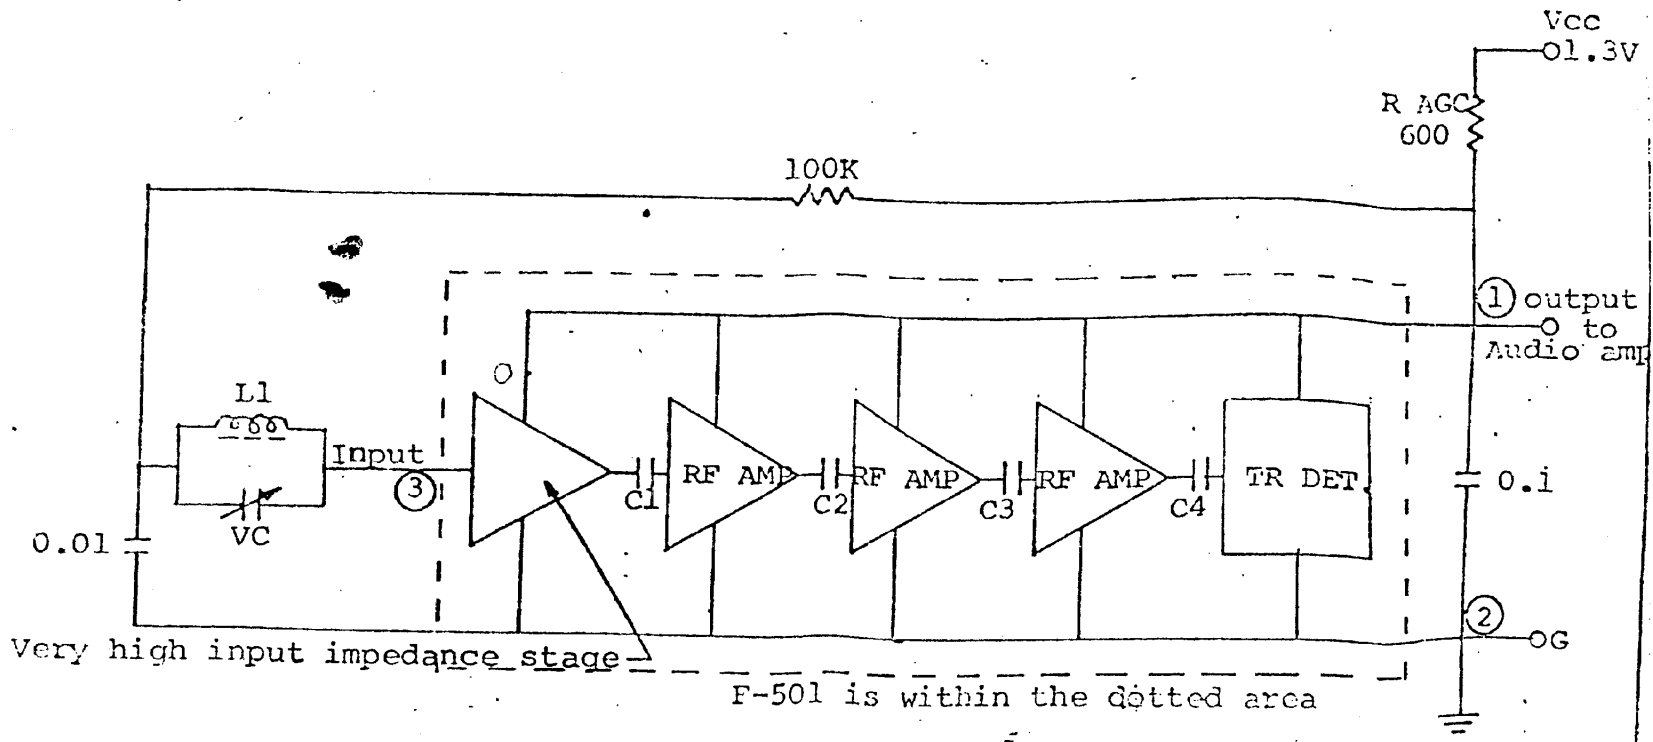 Vcc
1.3V
R AGC
600
100K
1 output
to
Audio amp
O
L1
Input
3
VC
0.01
C1
RF AMP
C2
RF AMP
C3
RF AMP
C4
TR DET.
0.1
2
G
Very high input impedance stage
F-501 is within the dotted area